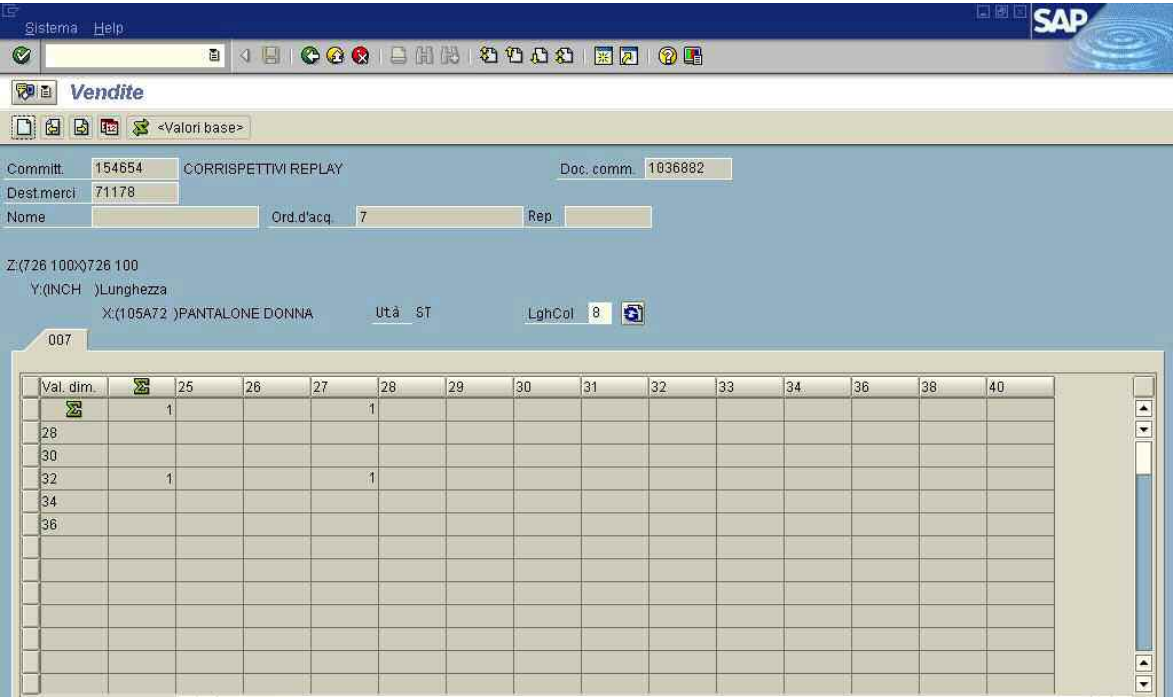 Sistema Help
SAP
Vendite
<Valori base>
Committ. 154654 CORRISPETTIVI REPLAY Doc. comm. 1036882
Dest.merci 71178
Nome Ord.d'acq. 7 Rep
Z:(726 100X)726 100
Y:(INCH )Lunghezza
X:(105A72 )PANTALONE DONNA Utà ST LghCol 8
007
Val. dim. Σ 25 26 27 28 29 30 31 32 33 34 36 38 40
Σ 1 1
28
30
32 1 1
34
36